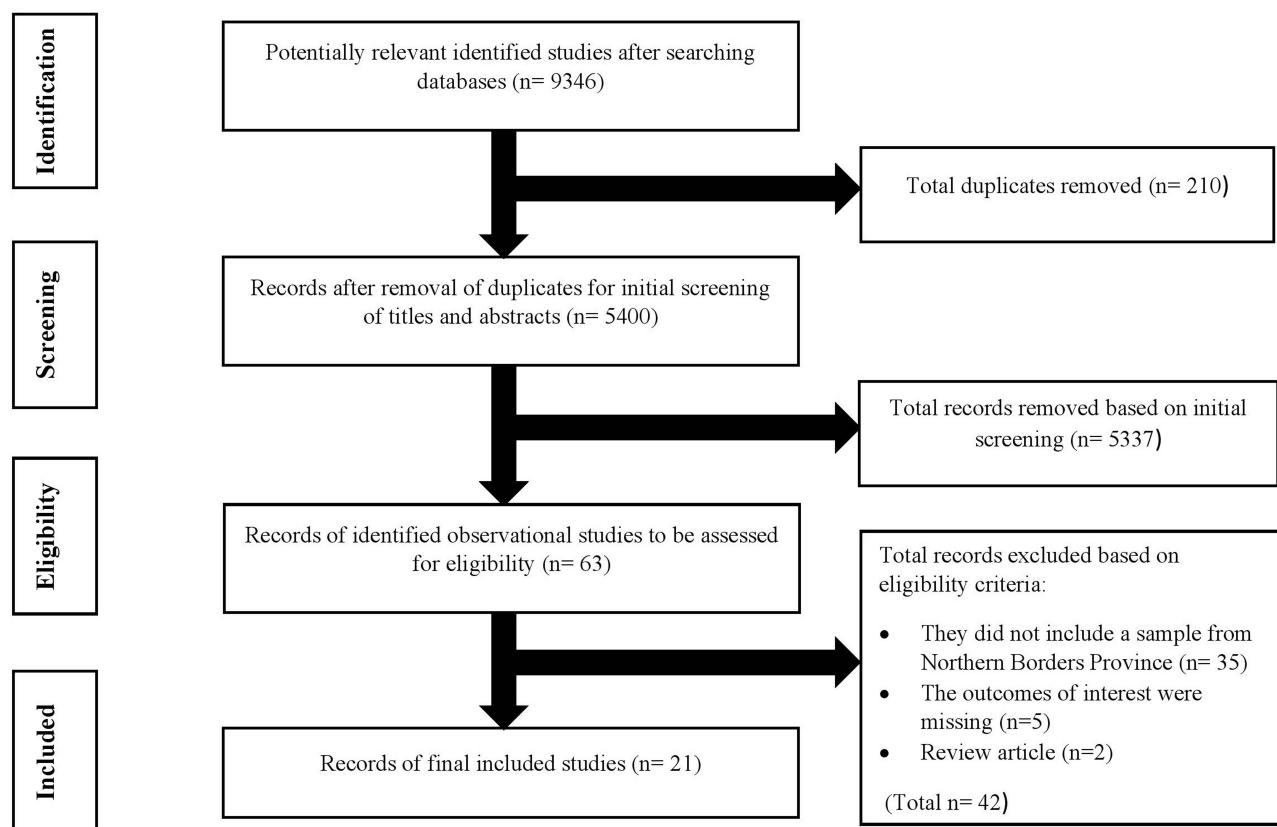 Identification
Potentially relevant identified studies after searching
databases (n= 9346)
Total duplicates removed (n= 210)
Screening
Records after removal of duplicates for initial screening
of titles and abstracts (n= 5400)
Total records removed based on initial
screening (n= 5337)
Eligibility
Records of identified observational studies to be assessed
for eligibility (n= 63)
Total records excluded based on
eligibility criteria:
• They did not include a sample from
Northern Borders Province (n= 35)
• The outcomes of interest were
missing (n=5)
• Review article (n=2)
(Total n= 42)
Included
Records of final included studies (n= 21)